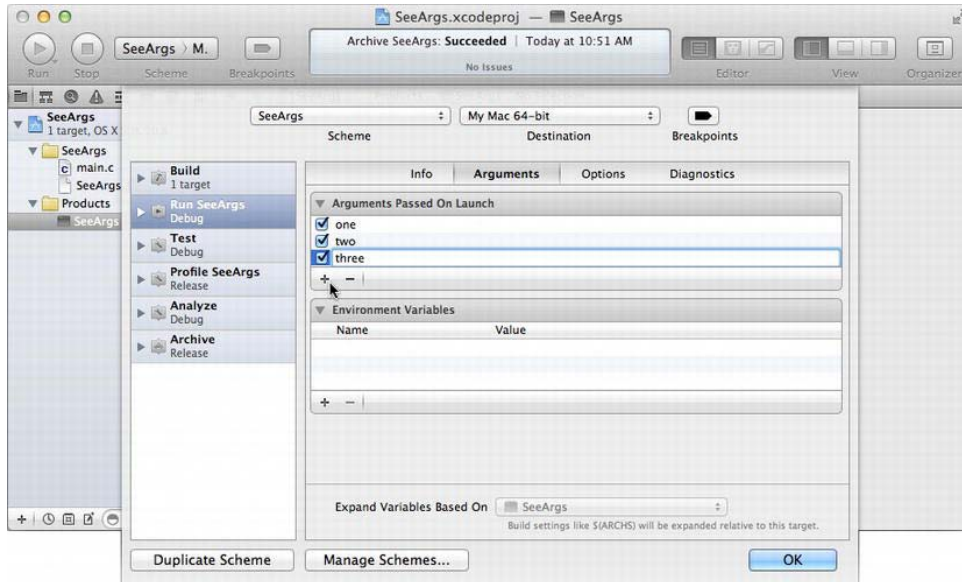 SeeArgs.xcodeproj — SeeArgs
SeeArgs › M.
Archive SeeArgs: Succeeded | Today at 10:51 AM
No Issues
Run
Stop
Scheme
Breakpoints
Editor
View
Organizer
SeeArgs
1 target, OS X
SeeArgs
main.c
SeeArgs
Products
SeeArgs
SeeArgs
My Mac 64-bit
Scheme
Destination
Breakpoints
Build
1 target
Run SeeArgs
Debug
Test
Debug
Profile SeeArgs
Release
Analyze
Debug
Archive
Release
Info
Arguments
Options
Diagnostics
Arguments Passed On Launch
one
two
three
Environment Variables
Name
Value
Expand Variables Based On
SeeArgs
Build settings like $(ARCHS) will be expanded relative to this target.
Duplicate Scheme
Manage Schemes...
OK